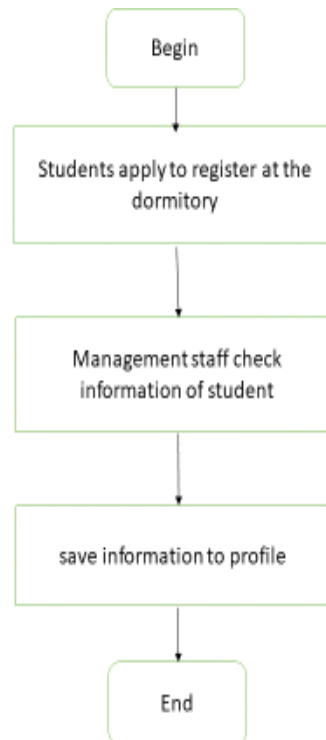 Begin
Students apply to register at the
dormitory
Management staff check
information of student
save information to profile
End